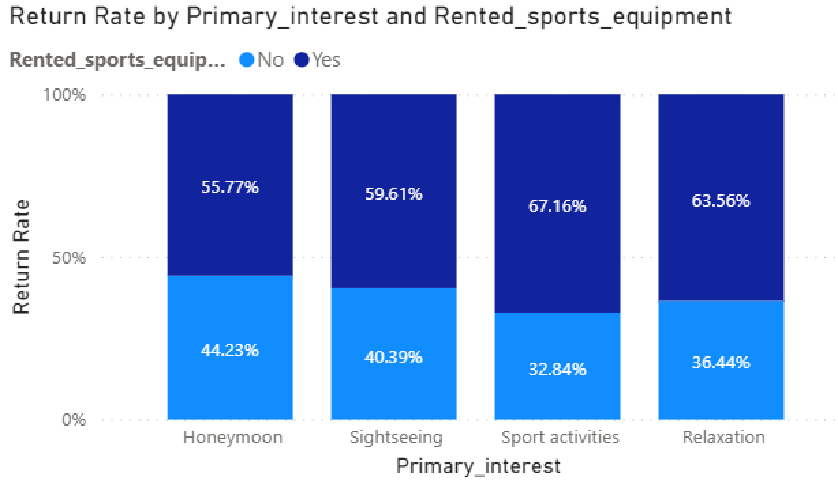 Return Rate by Primary_interest and Rented_sports_equipment
Rented_sports_equip... No Yes
100%
55.77% 59.61% 67.16% 63.56%
50%
44.23% 40.39% 32.84% 36.44%
0%
Honeymoon Sightseeing Sport activities Relaxation
Primary_interest
Return Rate